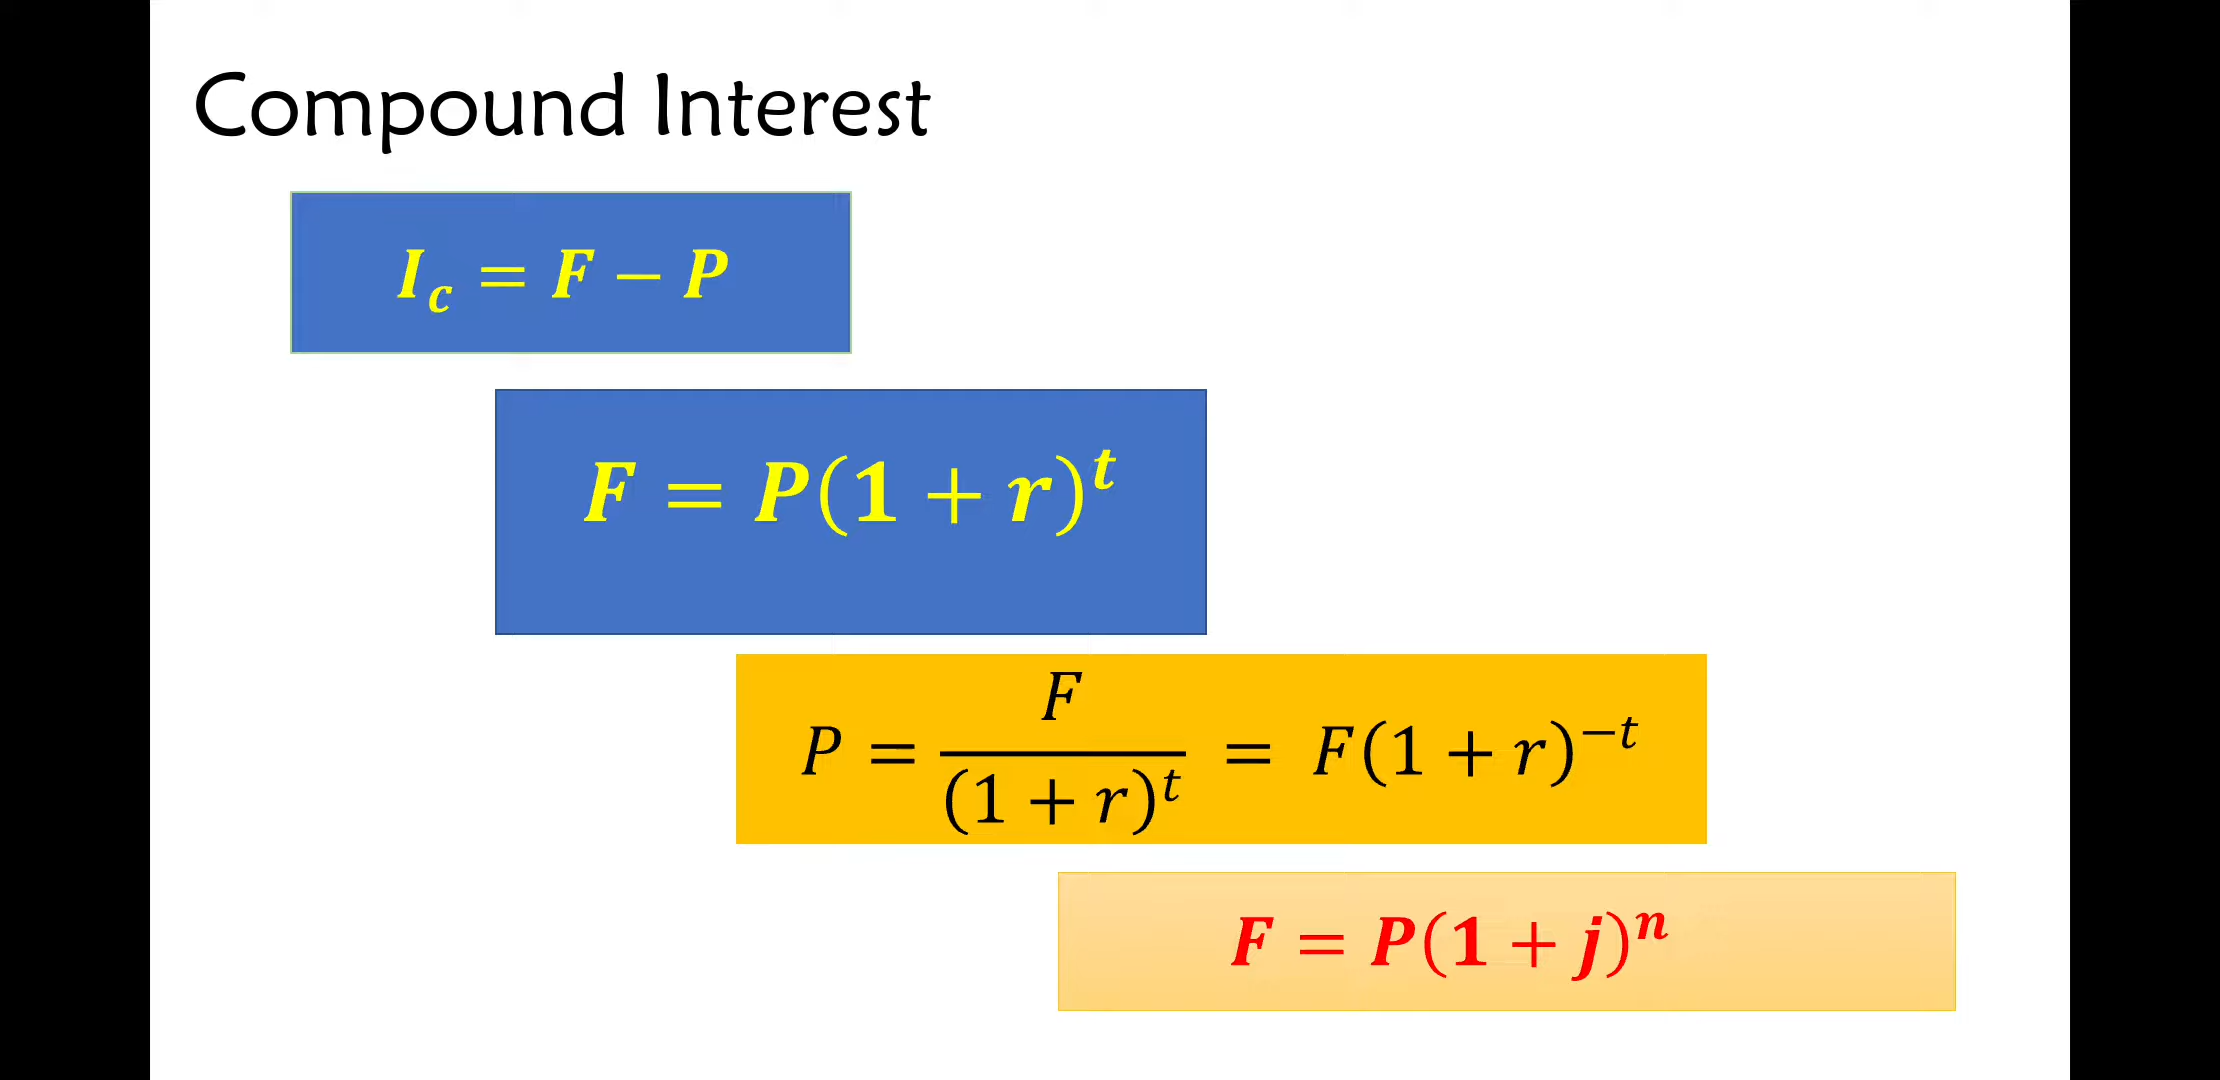 Compound Interest
I_c = F − P
F = P(1 + r)^t
P = F / (1 + r)^t = F(1 + r)^−t
F = P(1 + j)^n